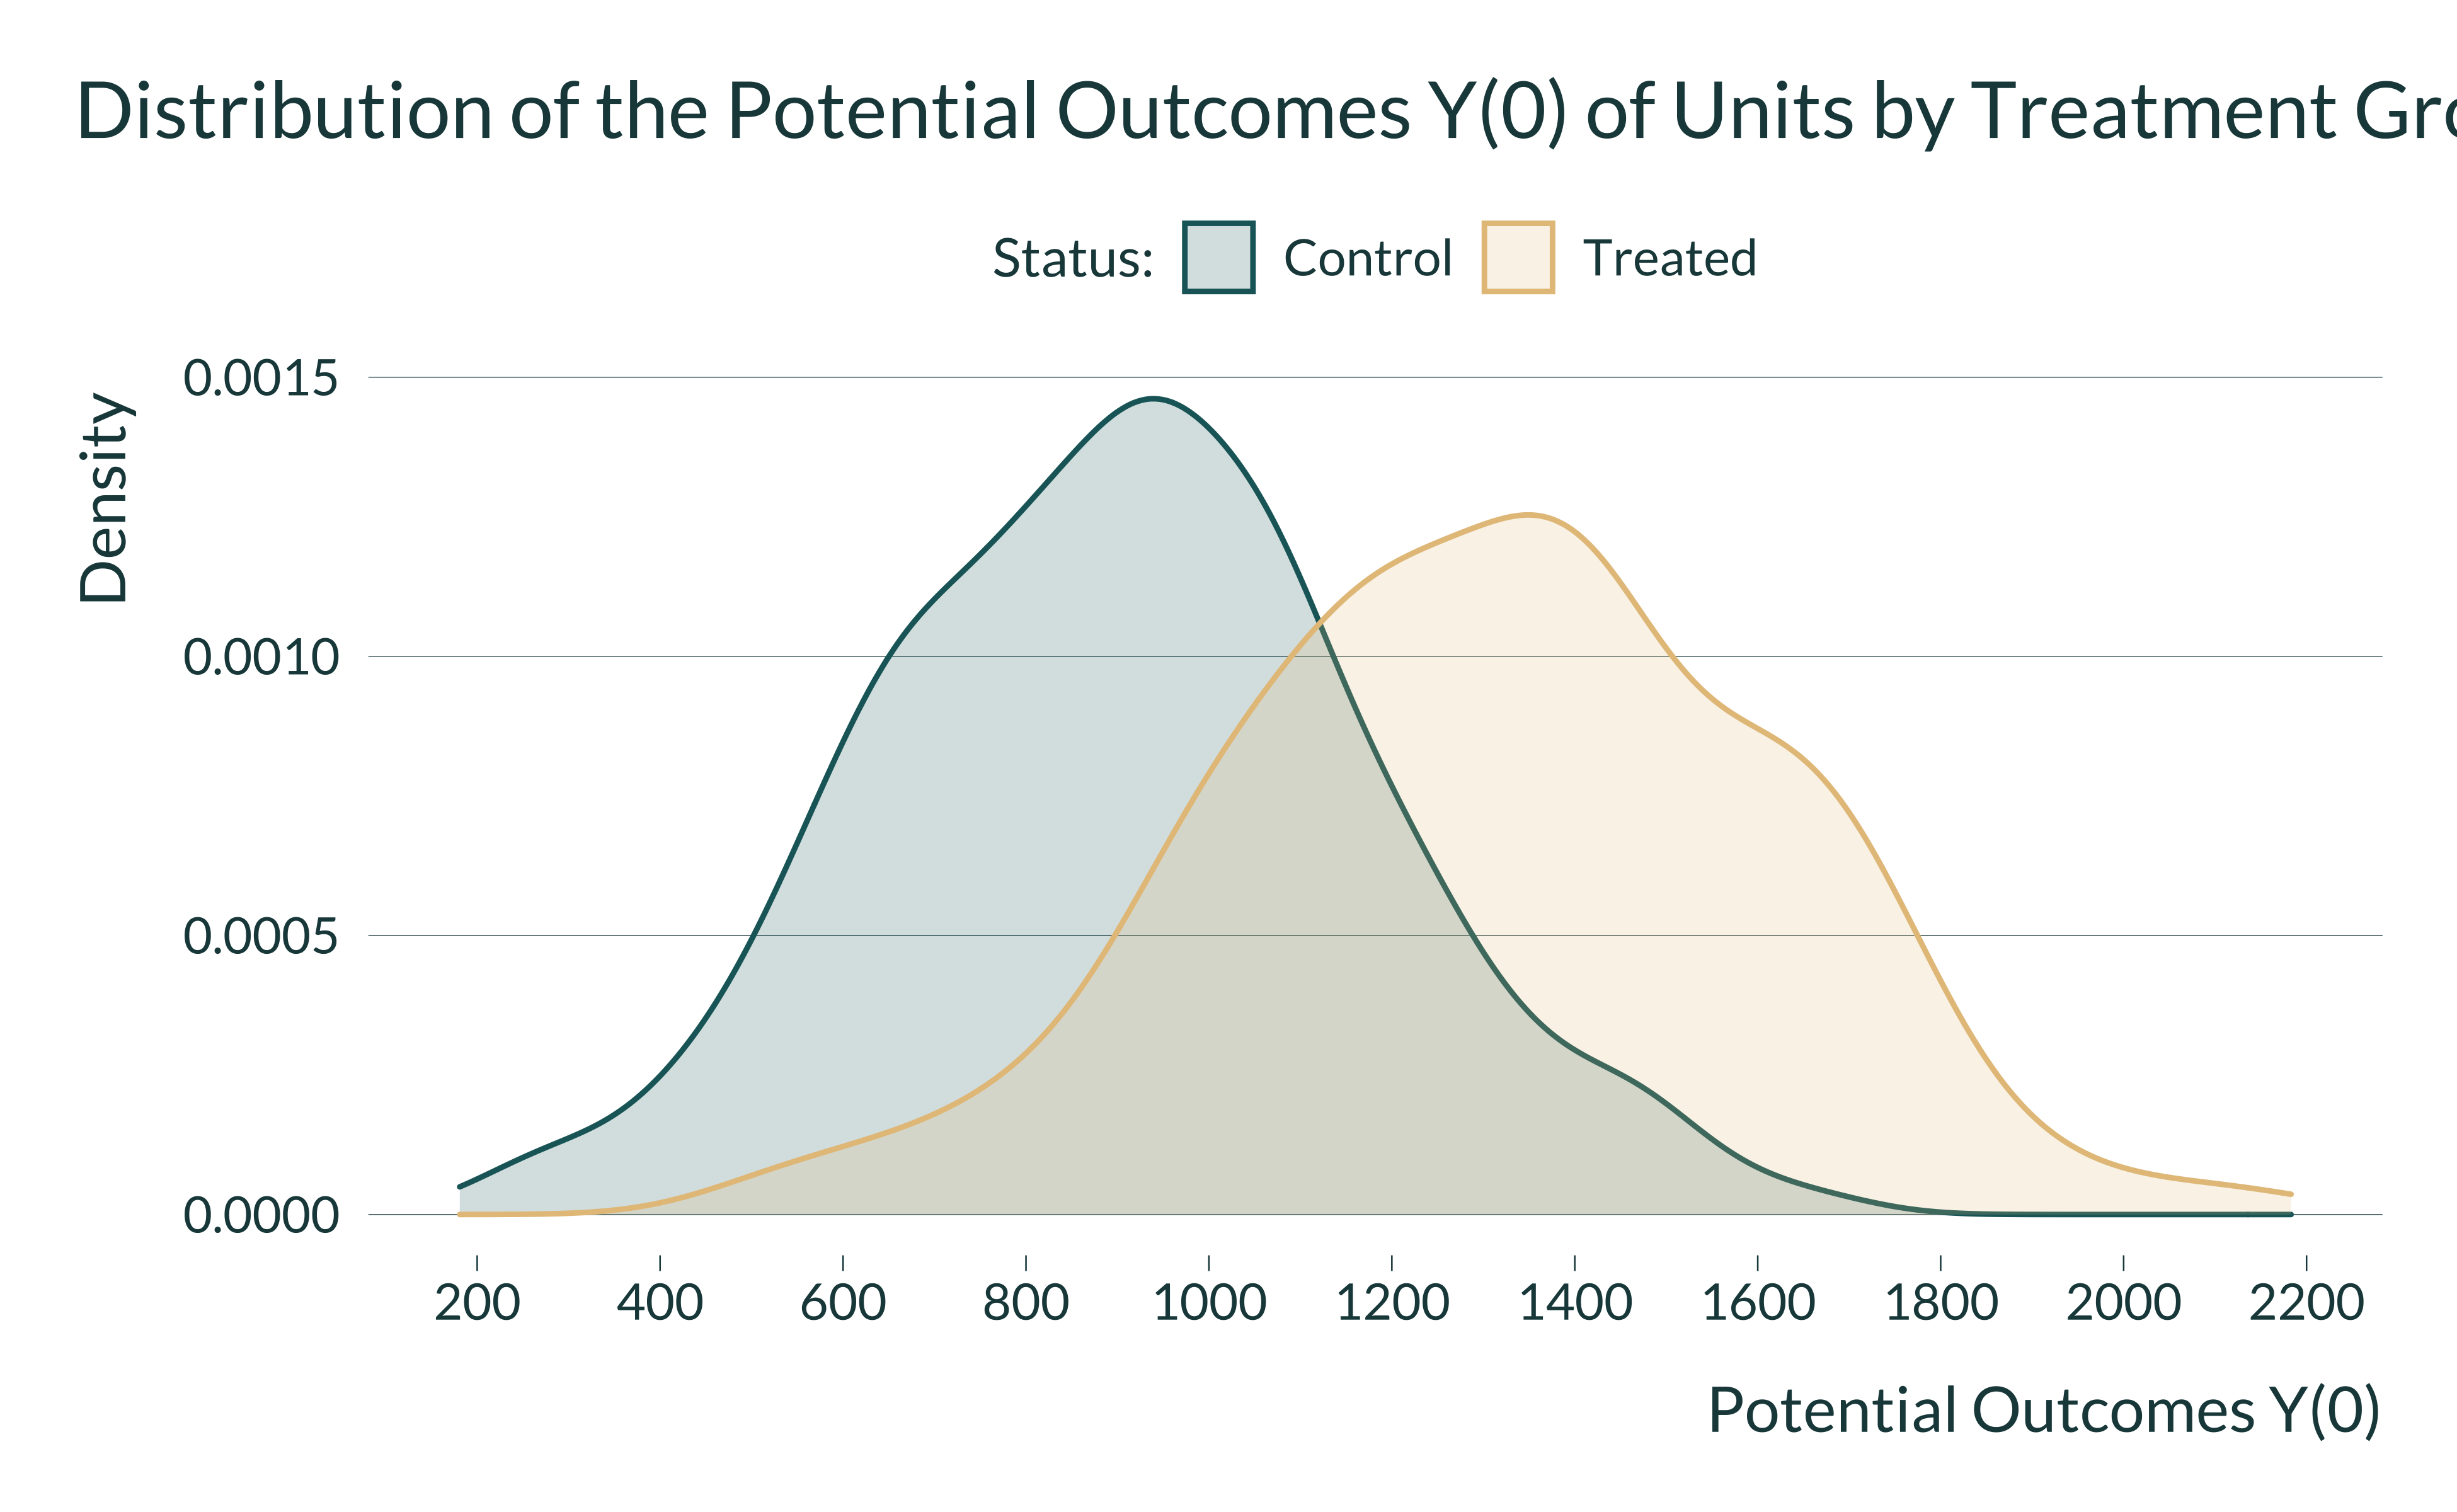 Distribution of the Potential Outcomes Y(0) of Units by Treatment
Status: Control Treated
Density
0.0015
0.0010
0.0005
0.0000
200 400 600 800 1000 1200 1400 1600 1800 2000 2200
Potential Outcomes Y(0)